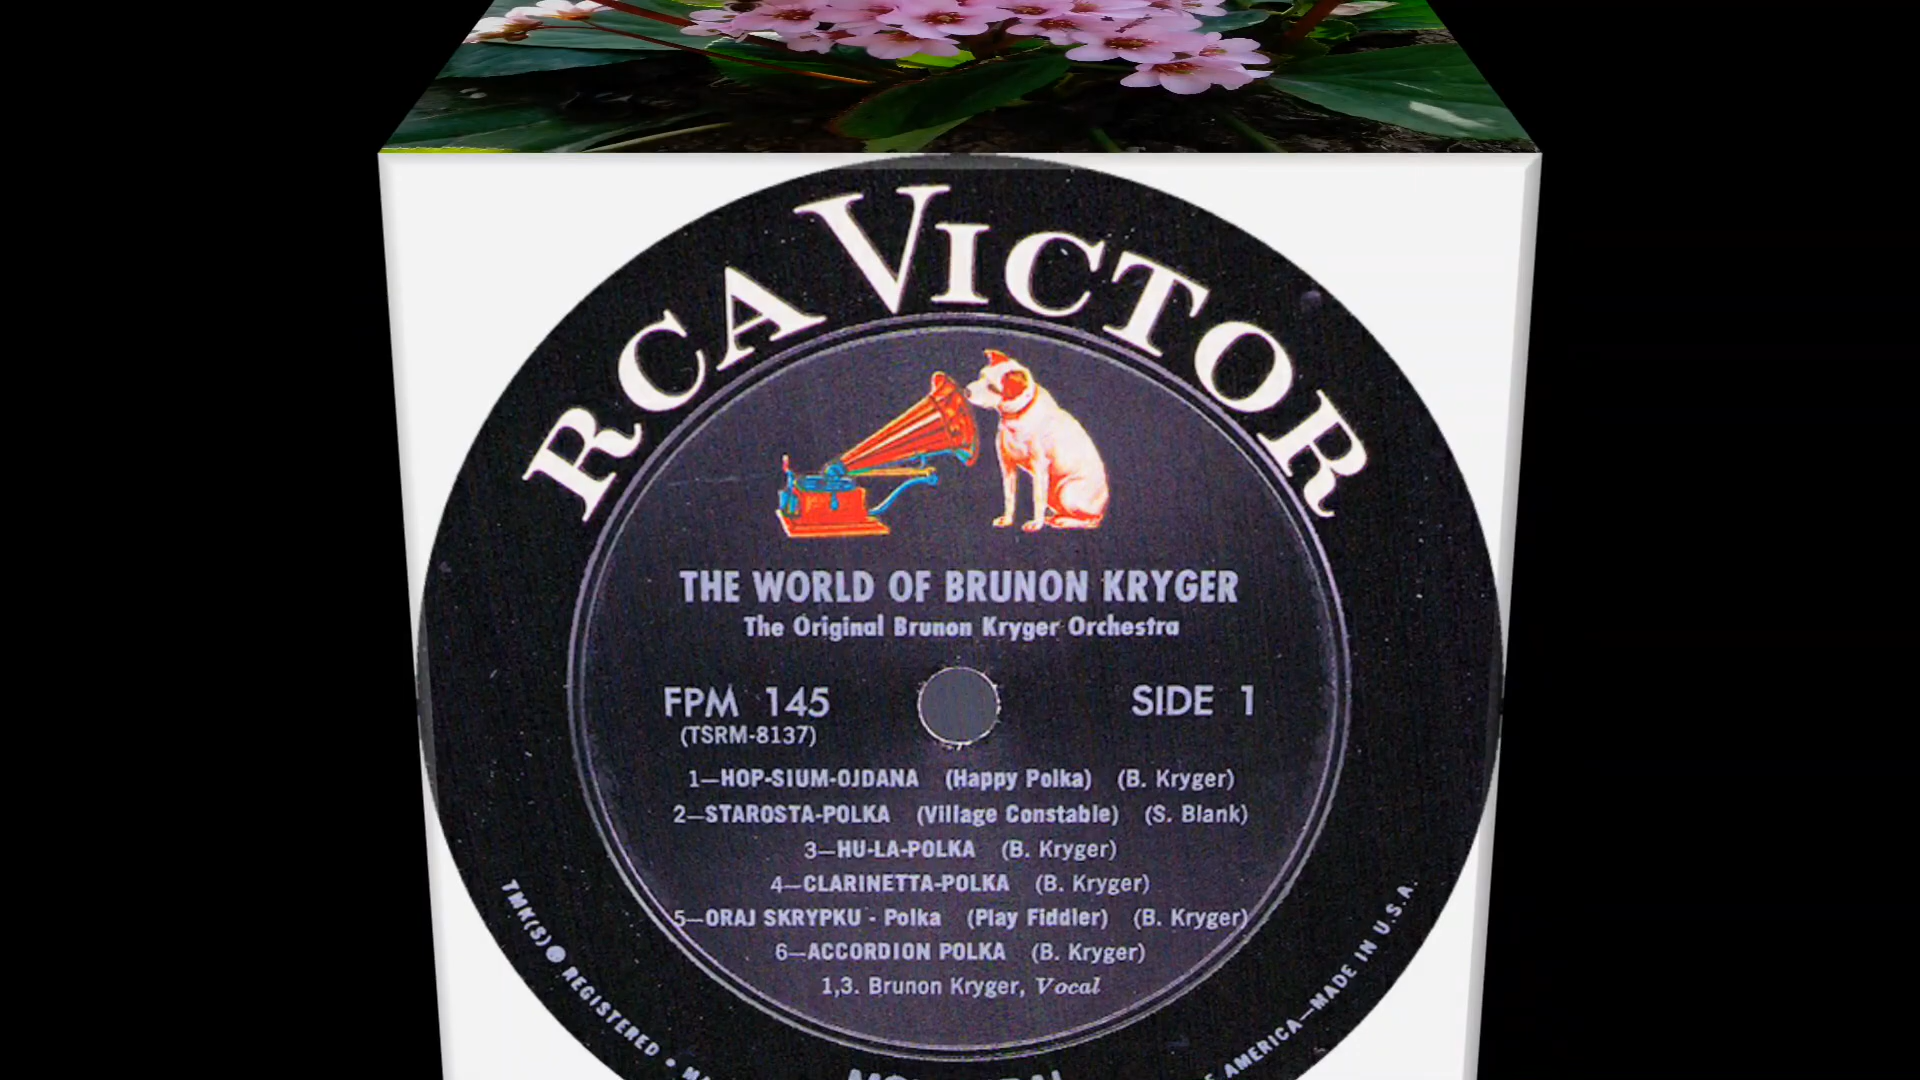 RCA VICTOR
THE WORLD OF BRUNON KRYGER
The Original Brunon Kryger Orchestra
FPM 145
SIDE 1
(TSRM-8137)
1—HOP-SIUM-OJDANA (Happy Polka) (B. Kryger)
2—STAROSTA-POLKA (Village Constable) (S. Blank)
3—HU-LA-POLKA (B. Kryger)
4—CLARINETTA-POLKA (B. Kryger)
5—ORAJ SKRYPKU - Polka (Play Fiddler) (B. Kryger)
6—ACCORDION POLKA (B. Kryger)
1,3. Brunon Kryger, Vocal
TMK(S) ® REGISTERED •
AMERICA—MADE IN U.S.A.